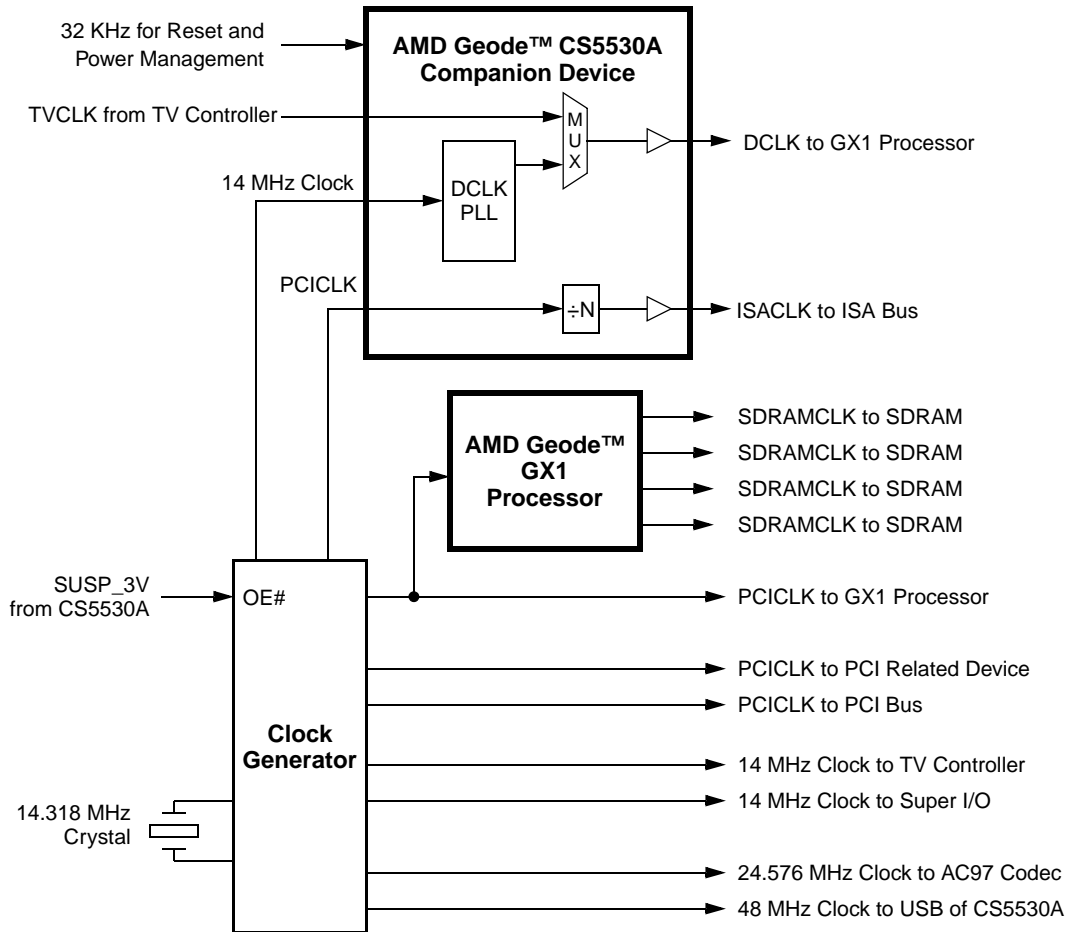 32 KHz for Reset and
Power Management
AMD Geode™ CS5530A
Companion Device
TVCLK from TV Controller
M
U
X
DCLK to GX1 Processor
14 MHz Clock
DCLK
PLL
PCICLK
÷N
ISACLK to ISA Bus
AMD Geode™
GX1
Processor
SDRAMCLK to SDRAM
SDRAMCLK to SDRAM
SDRAMCLK to SDRAM
SDRAMCLK to SDRAM
SUSP_3V
from CS5530A
OE#
PCICLK to GX1 Processor
PCICLK to PCI Related Device
PCICLK to PCI Bus
Clock
Generator
14 MHz Clock to TV Controller
14 MHz Clock to Super I/O
14.318 MHz
Crystal
24.576 MHz Clock to AC97 Codec
48 MHz Clock to USB of CS5530A